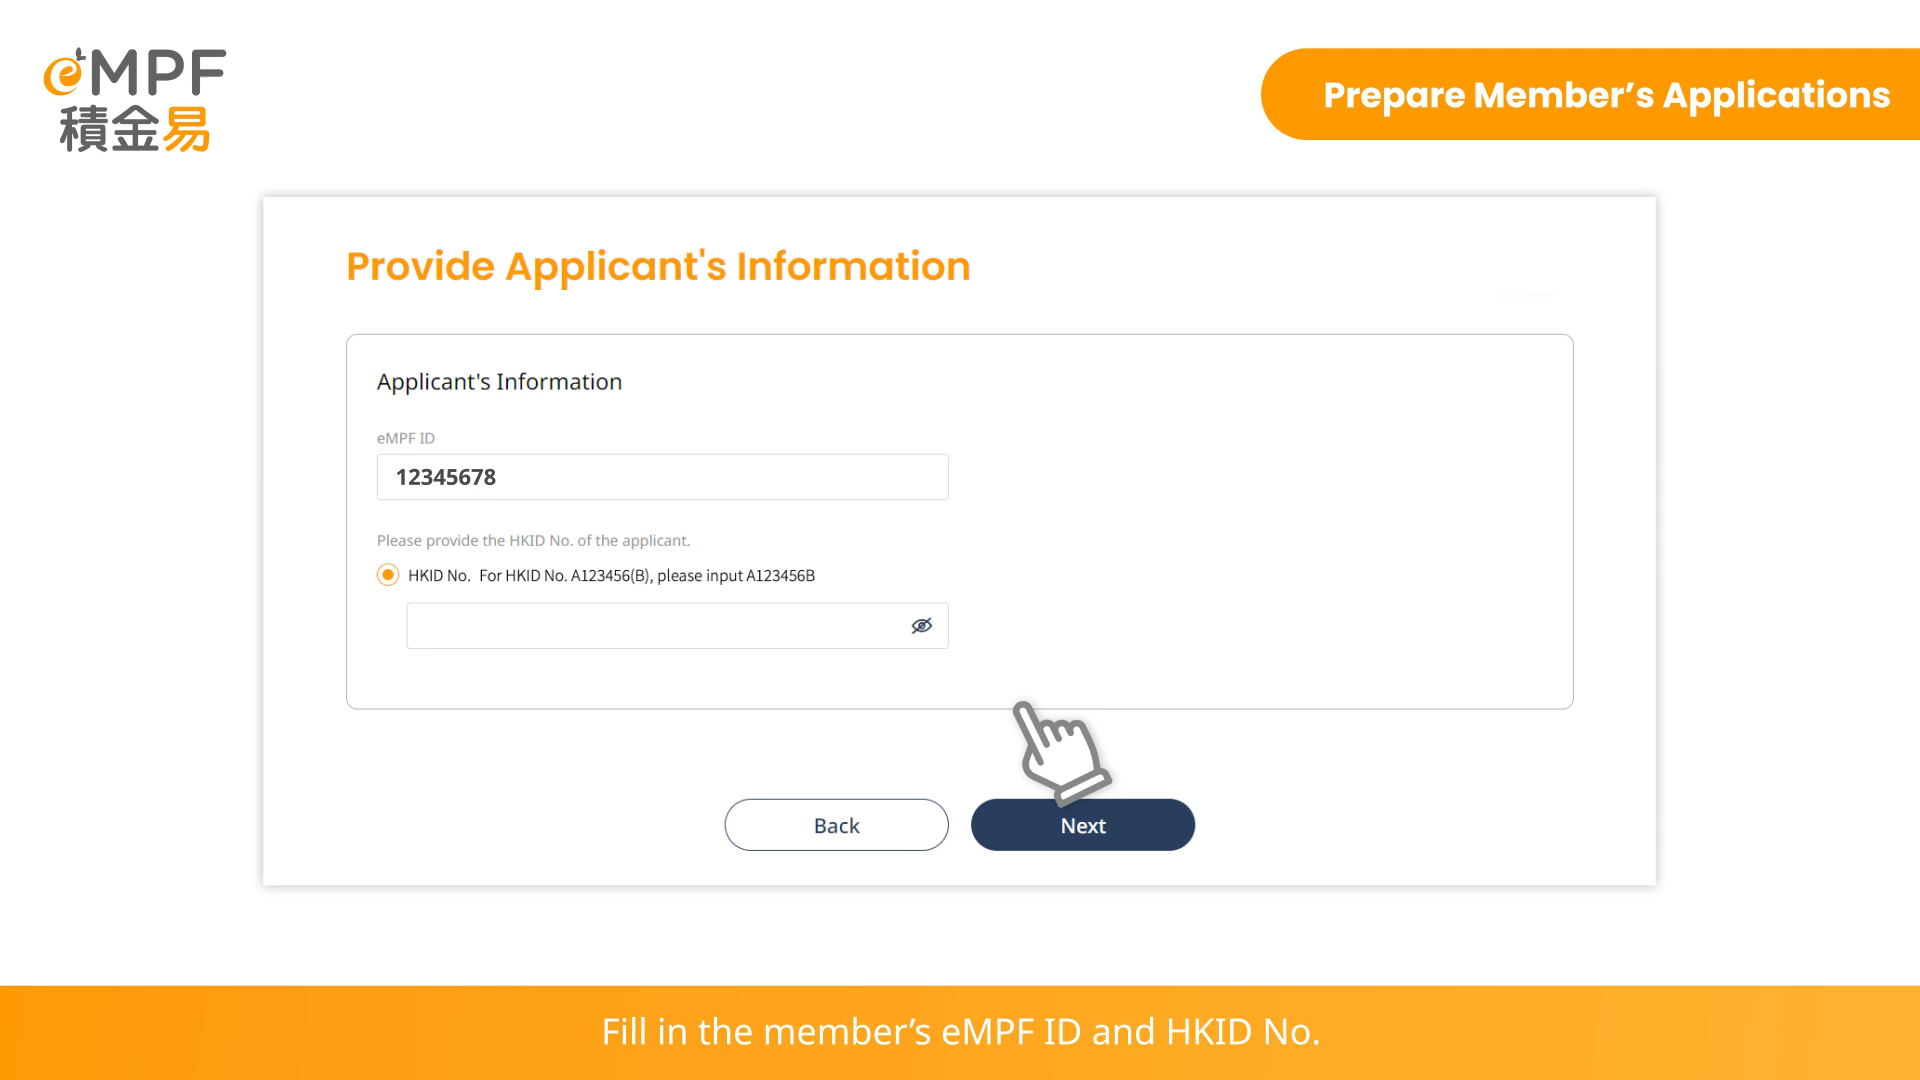 eMPF
積金易
Prepare Member’s Applications
Provide Applicant's Information
Applicant's Information
eMPF ID
12345678
Please provide the HKID No. of the applicant.
HKID No. For HKID No. A123456(B), please input A123456B
Back
Next
Fill in the member’s eMPF ID and HKID No.